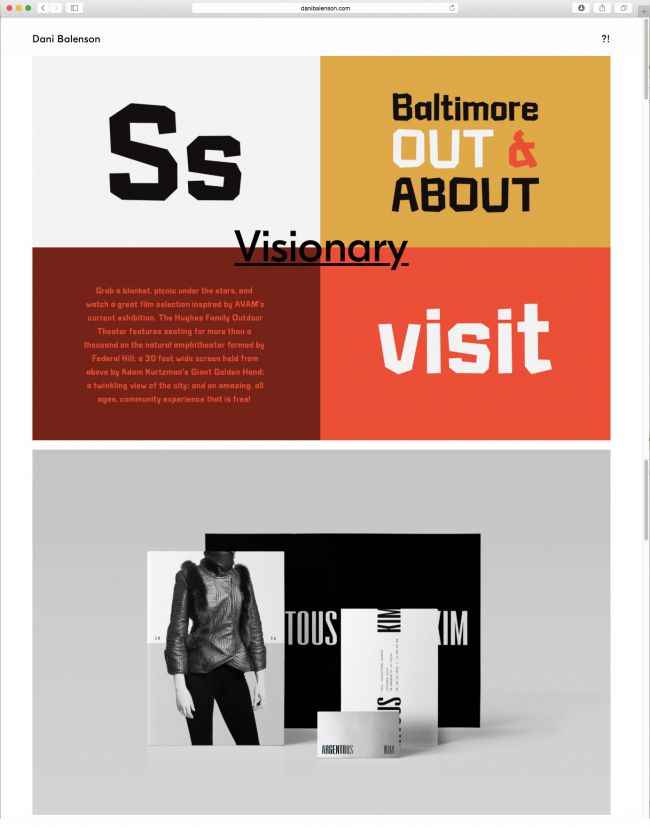 danibalenson.com
Dani Balenson
?!
Ss
Baltimore
OUT &
ABOUT
Visionary
Grab a blanket, picnic under the stars, and
watch a great film selection inspired by AVAM's
current exhibition. The Hughes Family Outdoor
Theater features seating for more than a
thousand on the natural amphitheater formed by
Federal Hill; a 30 foot wide screen held from
above by Adam Kurtzman's Giant Golden Hand;
a twinkling view of the city; and an amazing, all
ages, community experience that is free!
visit
TOUS
KIM
KIM
OUS
ARGENTOUS
KIM